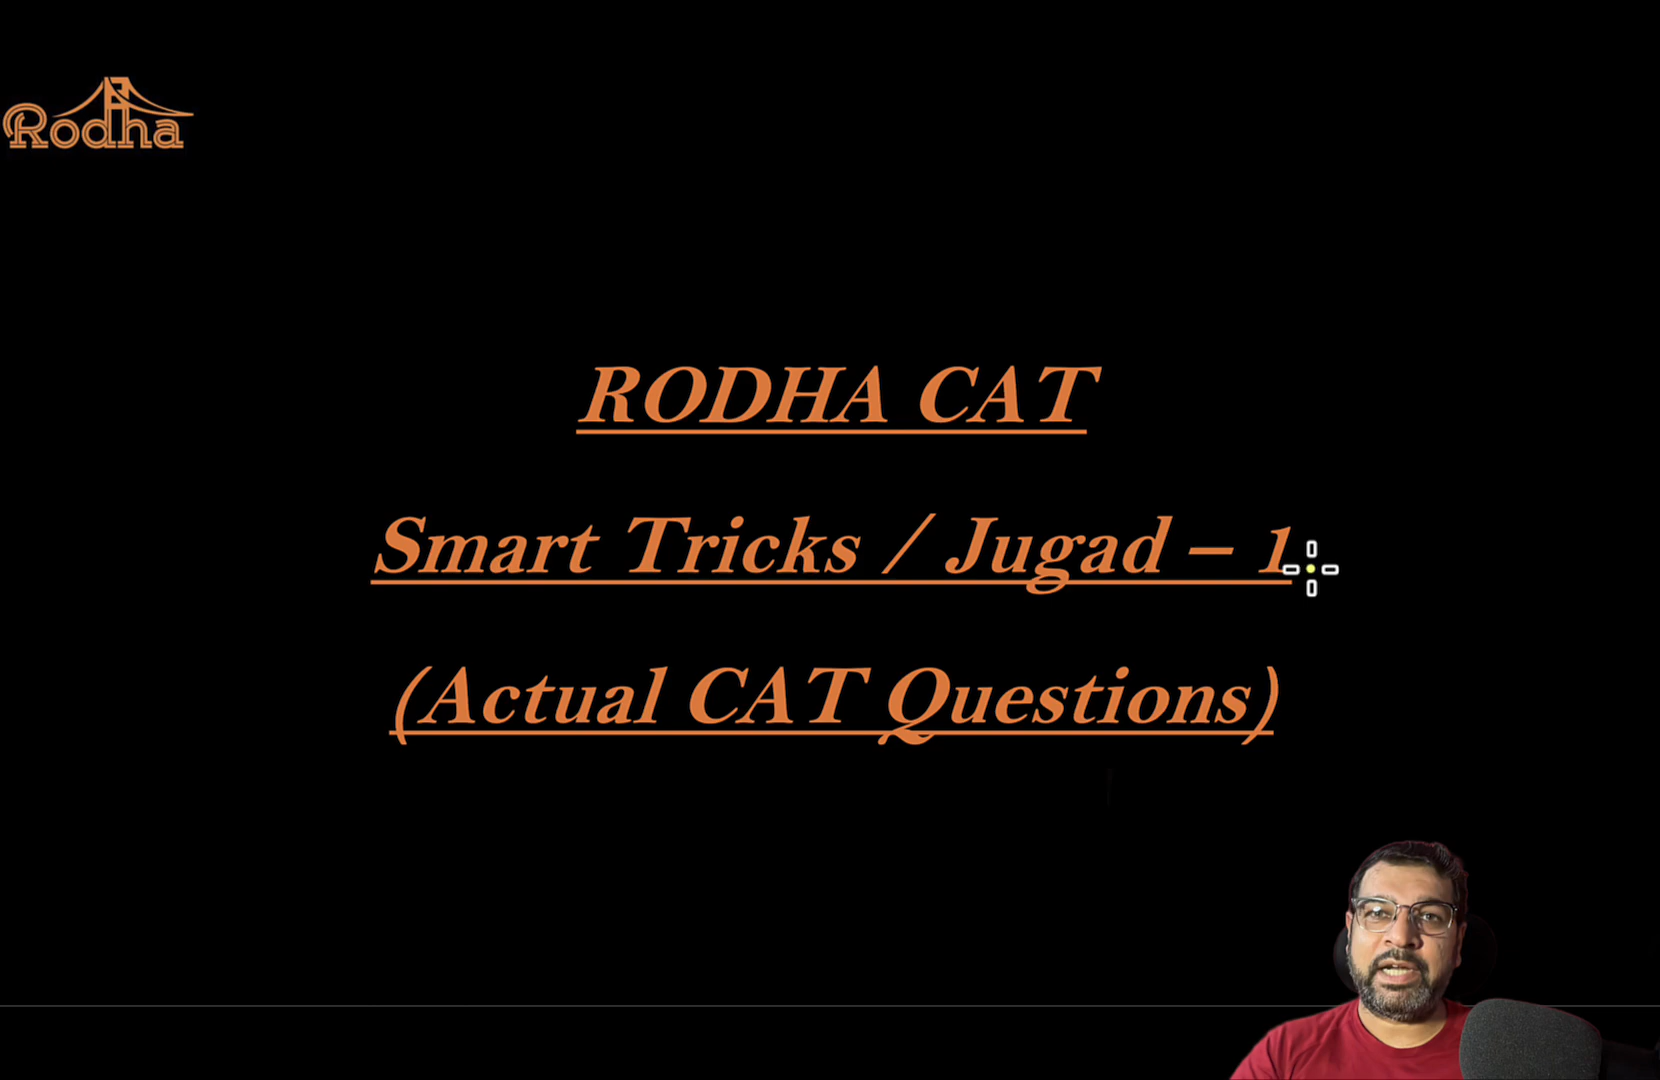 Rodha
RODHA CAT
Smart Tricks / Jugad – 1
(Actual CAT Questions)